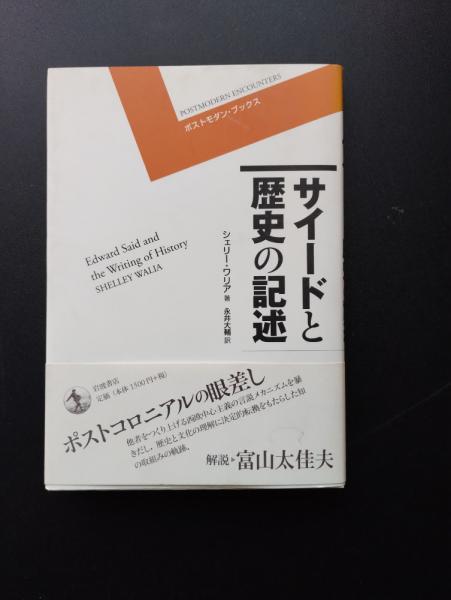 POSTMODERN ENCOUNTERS
ポストモダン・ブックス
サイードと
歴史の記述
シェリー・ワリア 著
永井大輔 訳
Edward Said and
the Writing of History
SHELLEY WALIA
岩波書店
定価(本体1500円+税)
ポストコロニアルの眼差し
他者をつくり上げる西欧中心主義の言説メカニズムを暴
きだし,歴史と文化の理解に決定的転換をもたらした知
の取組みの軌跡。
解説・富山太佳夫